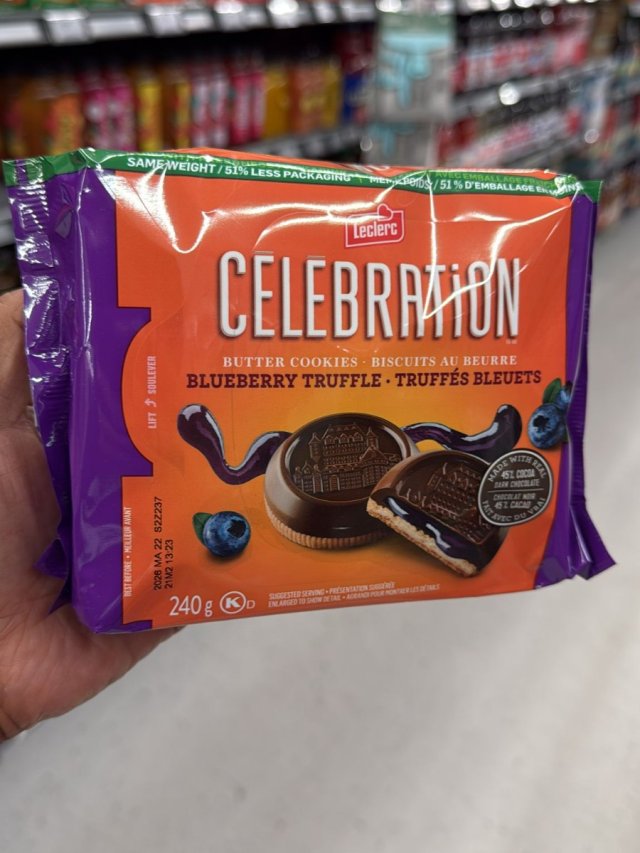 SAME WEIGHT / 51% LESS PACKAGING MÊME POIDS / 51 % D'EMBALLAGE EN MOINS
Leclerc
CELEBRATION
BUTTER COOKIES · BISCUITS AU BEURRE
BLUEBERRY TRUFFLE · TRUFFÉS BLEUETS
LIFT SOULEVER
MADE WITH REAL
45% COCOA
DARK CHOCOLATE
CHOCOLAT NOIR
45% CACAO
FAIT AVEC DU VRAI
BEST BEFORE · MEILLEUR AVANT
2026 MA 22 S22237
21M2 13:23
240 g K D
SUGGESTED SERVING · PRÉSENTATION SUGGÉRÉE
ENLARGED TO SHOW DETAIL · AGRANDI POUR MONTRER LES DÉTAILS